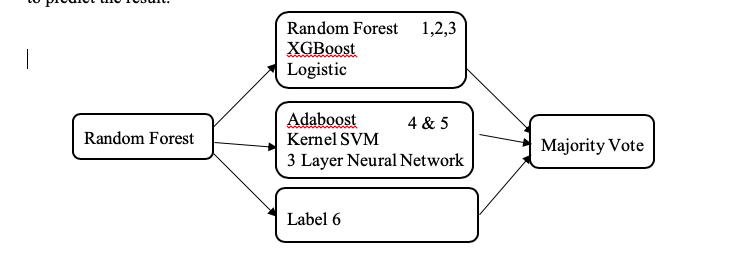 to predict the result.
Random Forest 1,2,3
XGBoost
Logistic
Adaboost 4 & 5
Kernel SVM
3 Layer Neural Network
Random Forest
Majority Vote
Label 6